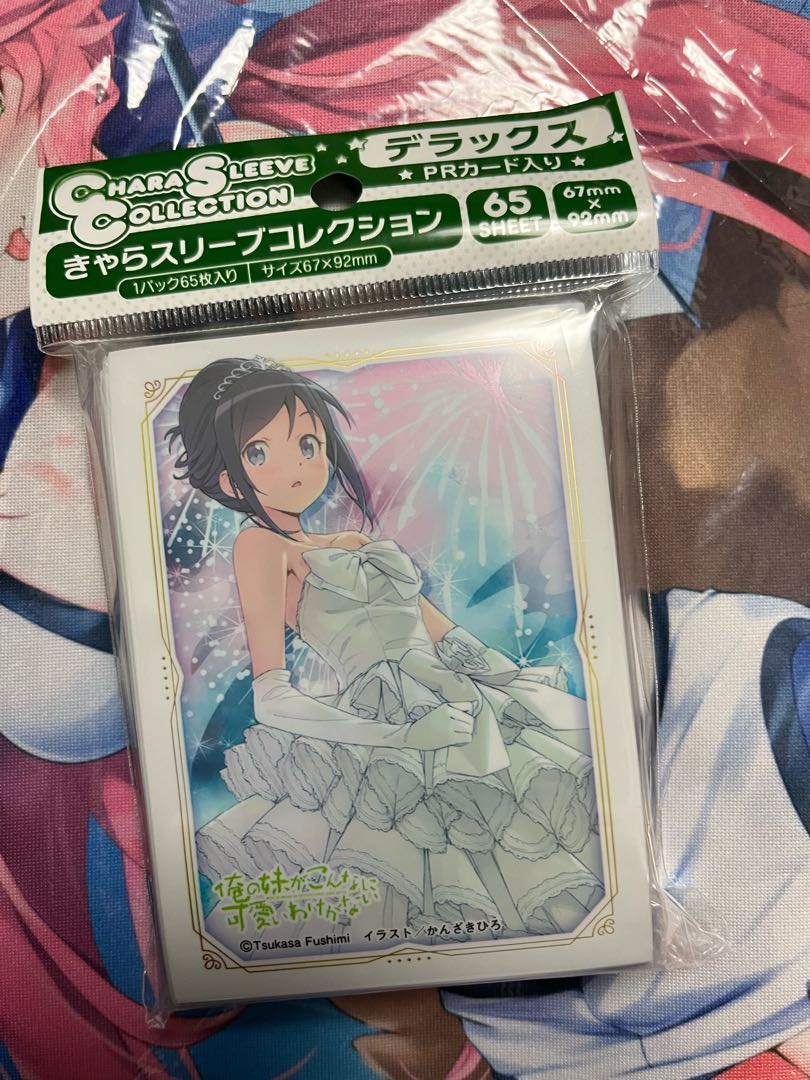 CHARA SLEEVE
COLLECTION
デラックス
★ PRカード入り ★
きゃらスリーブコレクション
65
SHEET
67mm
×
92mm
1パック65枚入り サイズ67×92mm
俺の妹がこんなに
可愛いわけがない
©Tsukasa Fushimi イラスト/かんざきひろ